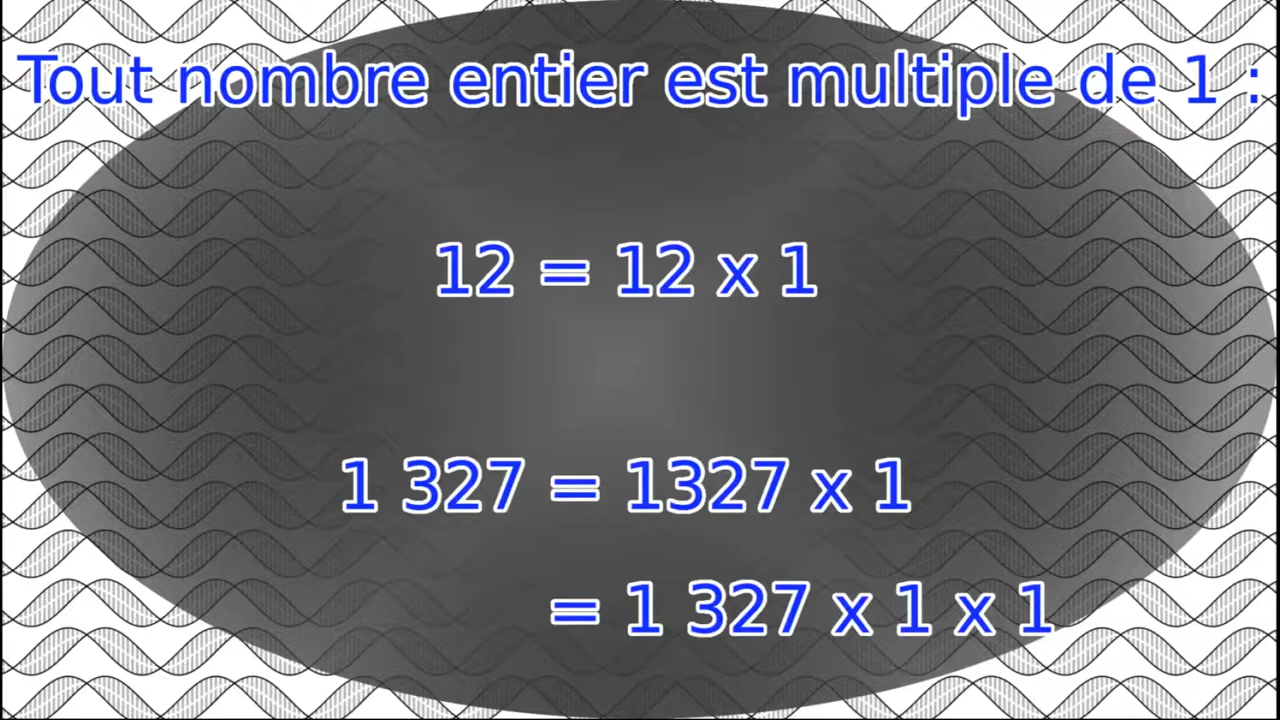 Tout nombre entier est multiple de 1 :
12 = 12 x 1
1 327 = 1327 x 1
= 1 327 x 1 x 1